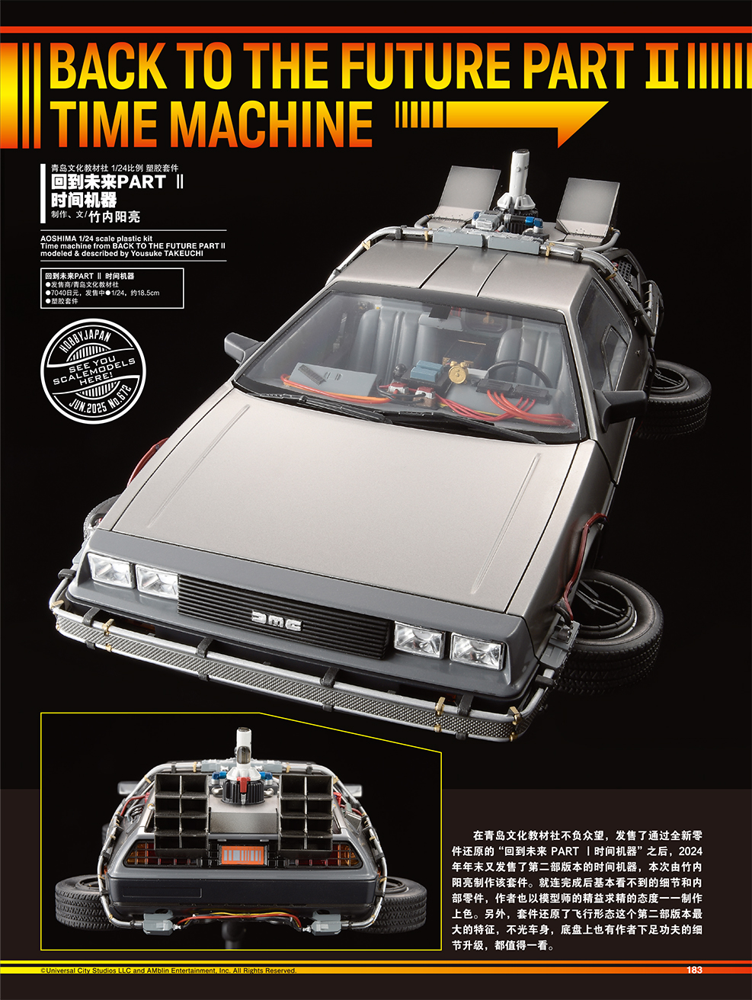 BACK TO THE FUTURE PART II
TIME MACHINE
青岛文化教材社 1/24比例 塑胶套件
回到未来PART Ⅱ
时间机器
制作、文/竹内阳亮
AOSHIMA 1/24 scale plastic kit
Time machine from BACK TO THE FUTURE PART II
modeled & described by Yousuke TAKEUCHI
回到未来PART Ⅱ 时间机器
●发售商/青岛文化教材社
●7040日元，发售中●1/24，约18.5cm
●塑胶套件
HOBBYJAPAN
SEE YOU
SCALEMODELS
HERE!
JUN.2025 No.672
DMC
在青岛文化教材社不负众望，发售了通过全新零
件还原的“回到未来 PART Ⅰ时间机器”之后，2024
年年末又发售了第二部版本的时间机器，本次由竹内
阳亮制作该套件。就连完成后基本看不到的细节和内
部零件，作者也以模型师的精益求精的态度一一制作
上色。另外，套件还原了飞行形态这个第二部版本最
大的特征，不光车身，底盘上也有作者下足功夫的细
节升级，都值得一看。
©Universal City Studios LLC and AMblin Entertainment, Inc. All Rights Reserved.
183